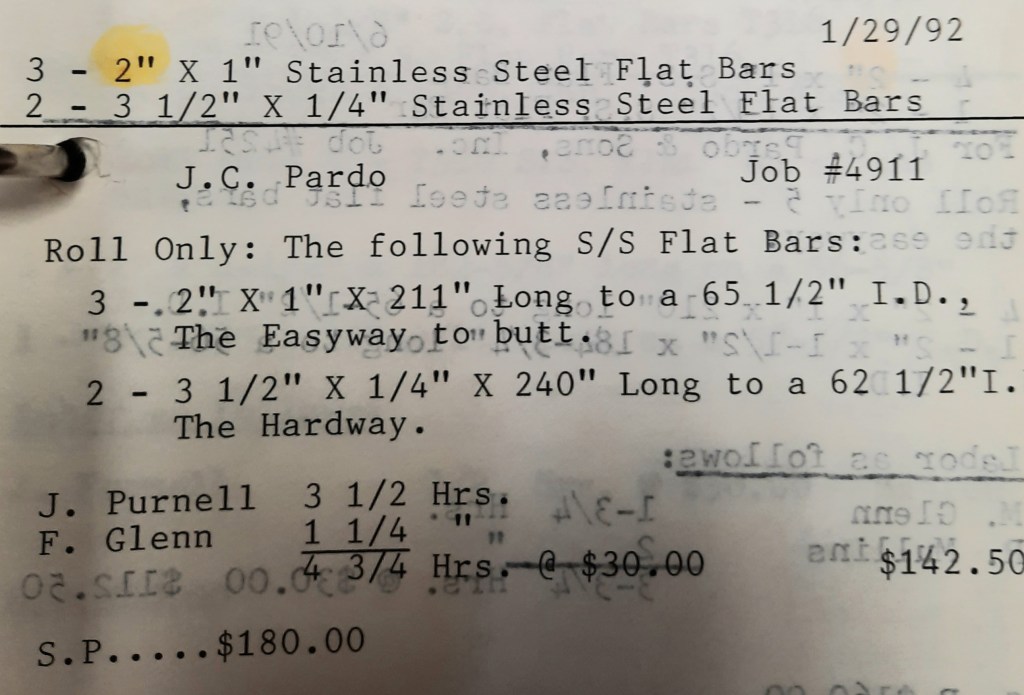 1/29/92
3 - 2" X 1" Stainless Steel Flat Bars
2 - 3 1/2" X 1/4" Stainless Steel Flat Bars
J.C. Pardo Job #4911
Roll Only: The following S/S Flat Bars:
3 - 2" X 1" X 211" Long to a 65 1/2" I.D.,
The Easyway to butt.
2 - 3 1/2" X 1/4" X 240" Long to a 62 1/2"I.
The Hardway.
J. Purnell 3 1/2 Hrs.
F. Glenn 1 1/4 "
4 3/4 Hrs. @ $30.00 $142.50
S.P.....$180.00